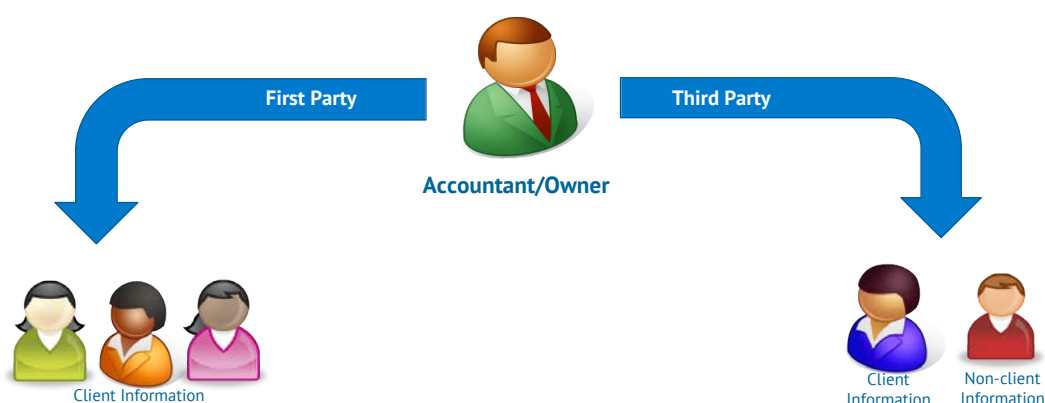 First Party
Third Party
Accountant/Owner
Client Information
Client
Information
Non-client
Information